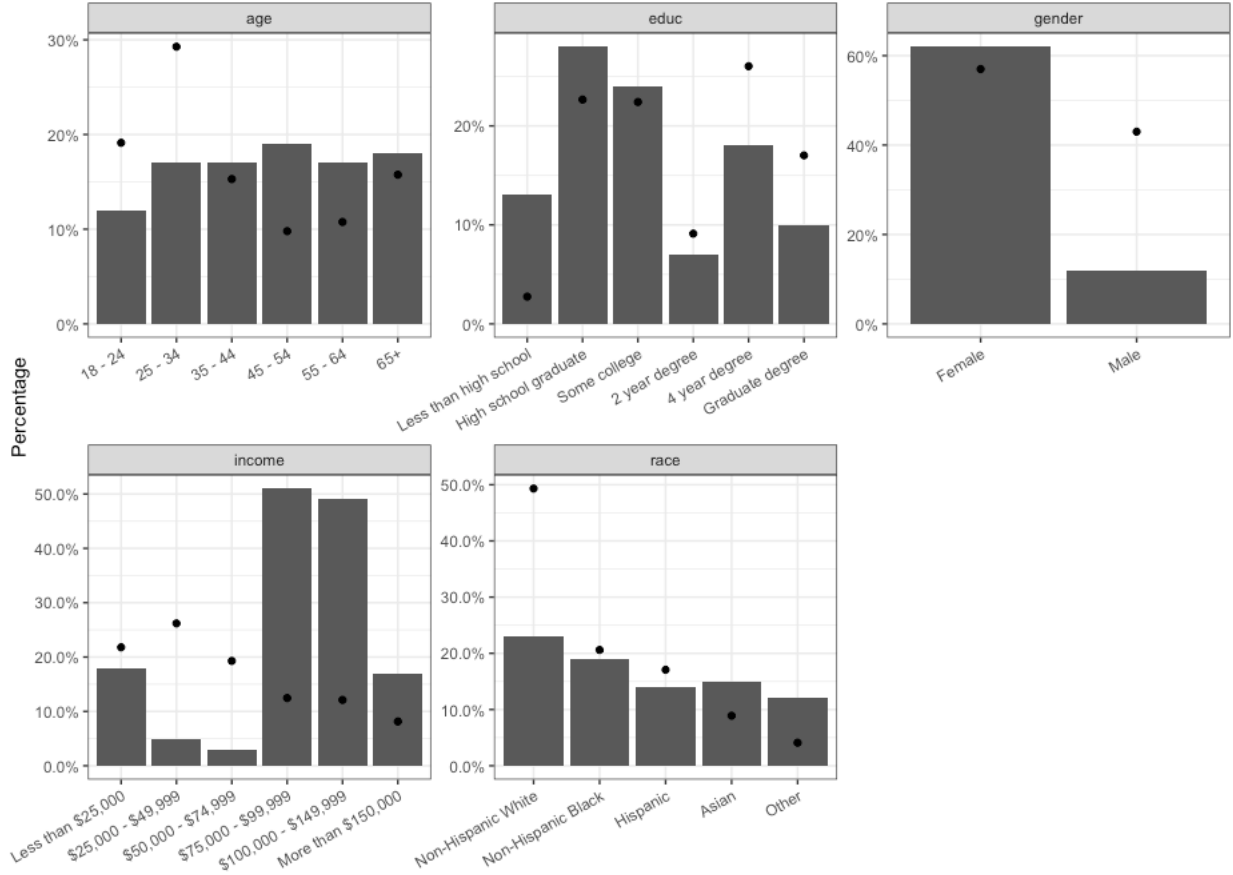 age
educ
gender
30%
20%
10%
0%
20%
10%
0%
60%
40%
20%
0%
18 - 24
25 - 34
35 - 44
45 - 54
55 - 64
65+
Less than high school
High school graduate
Some college
2 year degree
4 year degree
Graduate degree
Female
Male
Percentage
income
race
50.0%
40.0%
30.0%
20.0%
10.0%
0.0%
50.0%
40.0%
30.0%
20.0%
10.0%
0.0%
Less than $25,000
$25,000 - $49,999
$50,000 - $74,999
$75,000 - $99,999
$100,000 - $149,999
More than $150,000
Non-Hispanic White
Non-Hispanic Black
Hispanic
Asian
Other